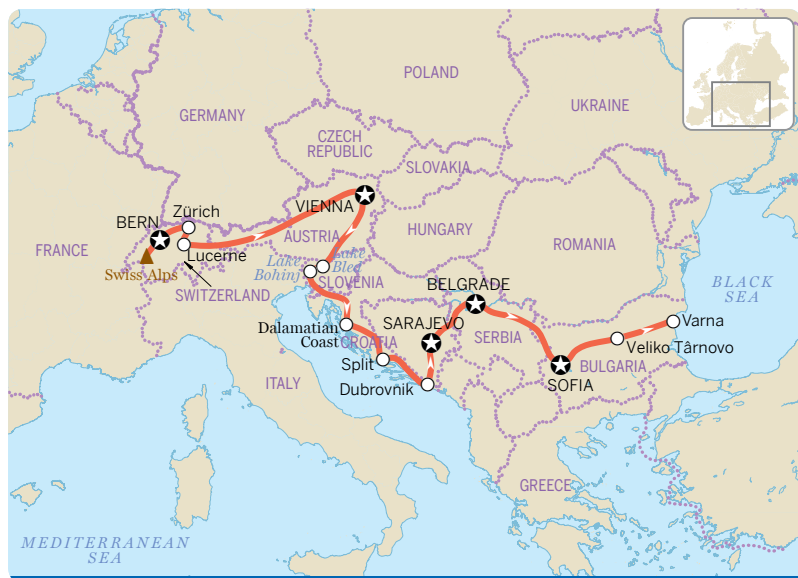 POLAND
UKRAINE
GERMANY
CZECH
REPUBLIC
SLOVAKIA
VIENNA
Zürich
BERN
HUNGARY
AUSTRIA
ROMANIA
FRANCE
Lucerne
Lake
Bled
Lake
Bohinj
Swiss Alps
SLOVENIA
SWITZERLAND
BELGRADE
BLACK
SEA
SARAJEVO
Varna
Dalamatian
Coast
CROATIA
SERBIA
Veliko Târnovo
Split
BULGARIA
ITALY
Dubrovnik
SOFIA
GREECE
MEDITERRANEAN
SEA